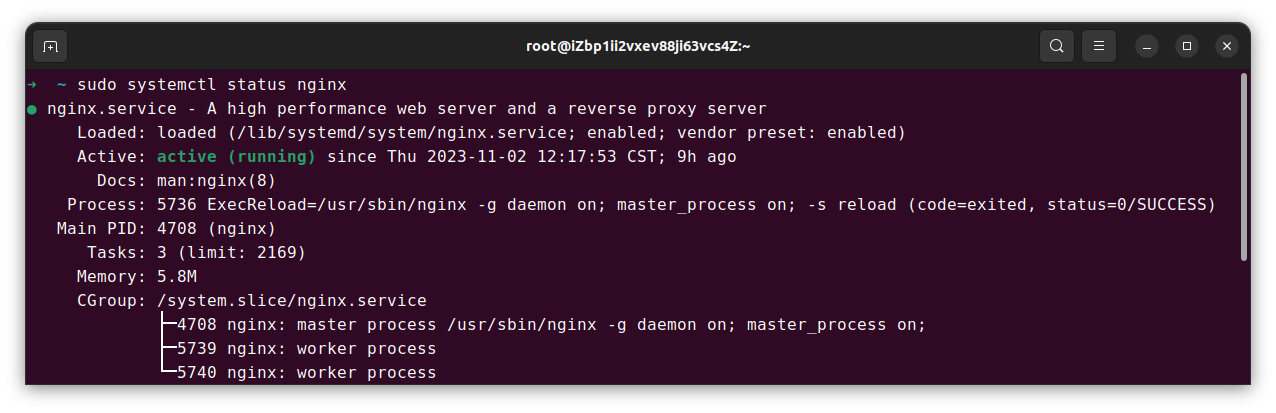 root@iZbp1ii2vxev88ji63vcs4Z:~
➜ ~ sudo systemctl status nginx
● nginx.service - A high performance web server and a reverse proxy server
Loaded: loaded (/lib/systemd/system/nginx.service; enabled; vendor preset: enabled)
Active: active (running) since Thu 2023-11-02 12:17:53 CST; 9h ago
Docs: man:nginx(8)
Process: 5736 ExecReload=/usr/sbin/nginx -g daemon on; master_process on; -s reload (code=exited, status=0/SUCCESS)
Main PID: 4708 (nginx)
Tasks: 3 (limit: 2169)
Memory: 5.8M
CGroup: /system.slice/nginx.service
├─4708 nginx: master process /usr/sbin/nginx -g daemon on; master_process on;
├─5739 nginx: worker process
└─5740 nginx: worker process